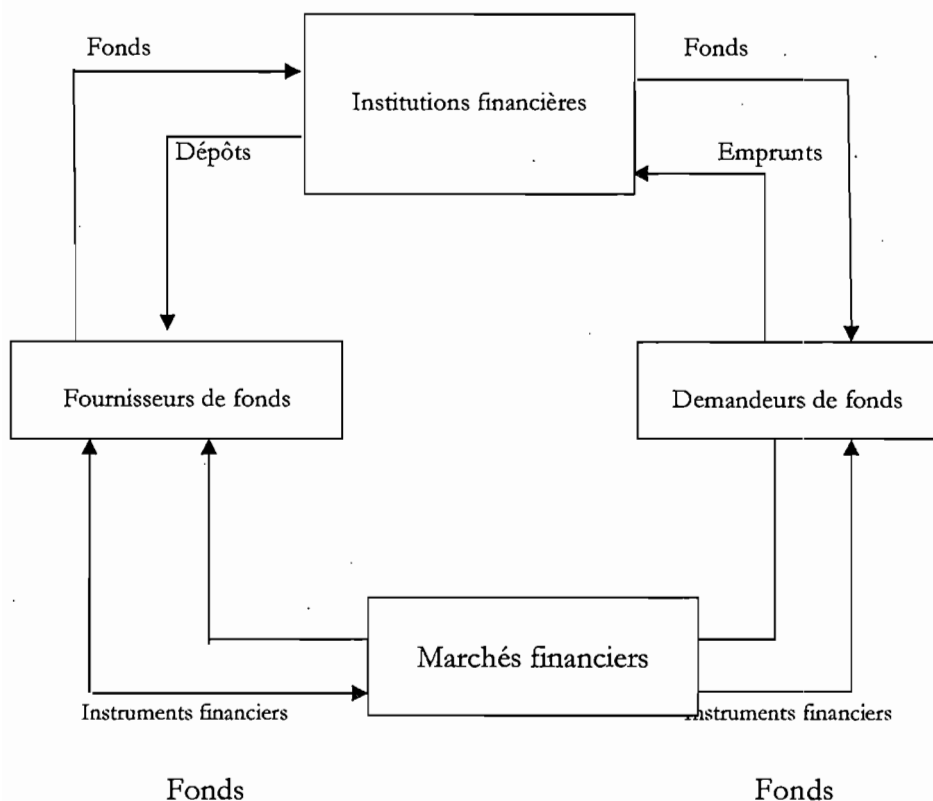 Fonds
Fonds
Institutions financières
Dépôts
Emprunts
Fournisseurs de fonds
Demandeurs de fonds
Marchés financiers
Instruments financiers
Instruments financiers
Fonds
Fonds